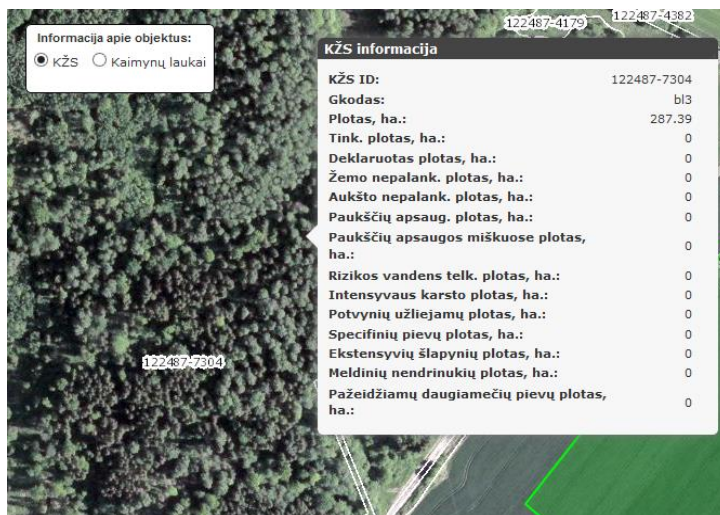 122487-4179
122487-4382
Informacija apie objektus:
KŽS Kaimynų laukai
KŽS informacija
KŽS ID: 122487-7304
Gkodas: bl3
Plotas, ha.: 287.39
Tink. plotas, ha.: 0
Deklaruotas plotas, ha.: 0
Žemo nepalank. plotas, ha.: 0
Aukšto nepalank. plotas, ha.: 0
Paukščių apsaug. plotas, ha.: 0
Paukščių apsaugos miškuose plotas,
ha.: 0
Rizikos vandens telk. plotas, ha.: 0
Intensyvaus karsto plotas, ha.: 0
Potvynių užliejamų plotas, ha.: 0
Specifinių pievų plotas, ha.: 0
Ekstensyvių šlapynių plotas, ha.: 0
Meldinių nendrinukių plotas, ha.: 0
Pažeidžiamų daugiamečių pievų plotas,
ha.: 0
122487-7304